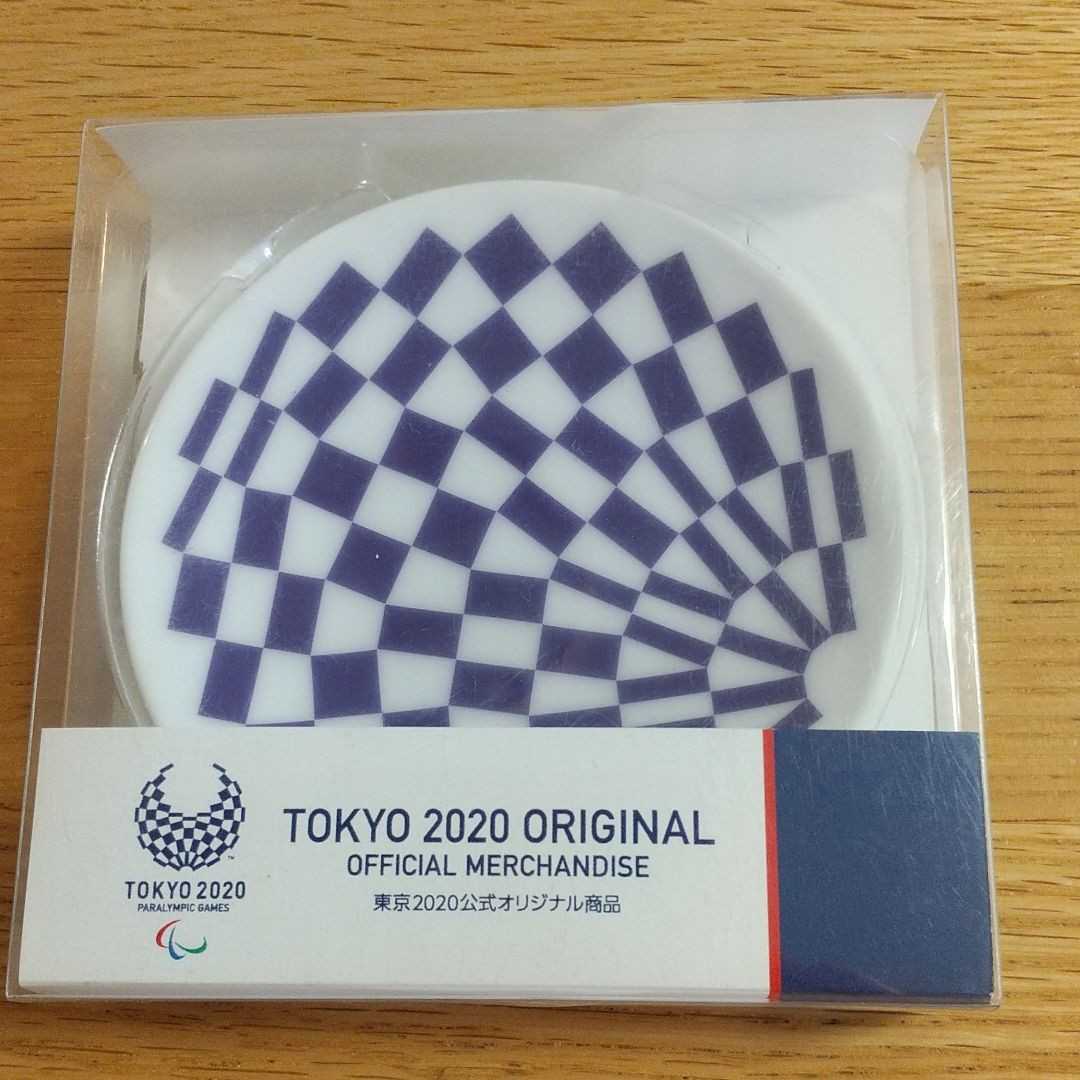 TOKYO 2020 ORIGINAL
OFFICIAL MERCHANDISE
東京2020公式オリジナル商品
TM
TOKYO 2020
PARALYMPIC GAMES